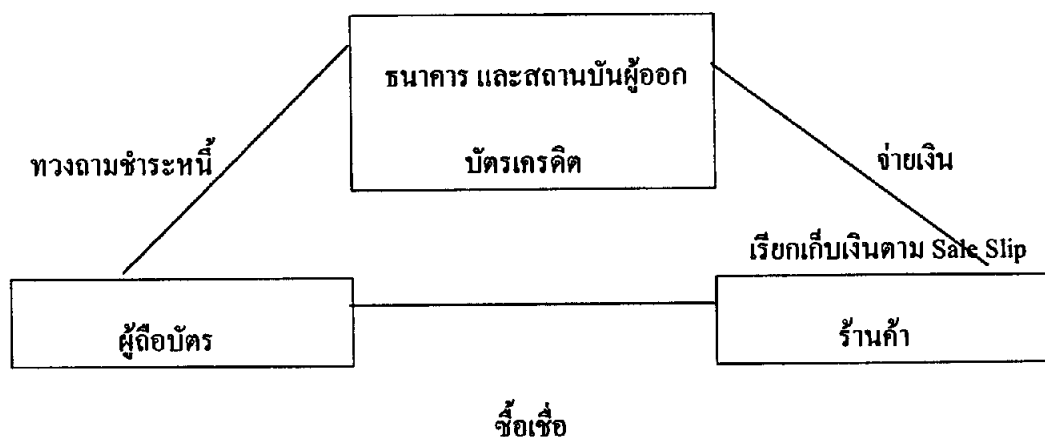 ธนาคาร และสถานบันผู้ออก
บัตรเครดิต
ทวงถามชำระหนี้
จ่ายเงิน
เรียกเก็บเงินตาม Sale Slip
ผู้ถือบัตร
ร้านค้า
ซื้อเชื่อ